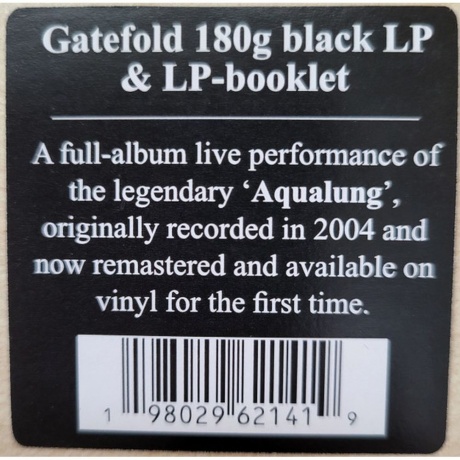 Gatefold 180g black LP
& LP-booklet
A full-album live performance of
the legendary ‘Aqualung’,
originally recorded in 2004 and
now remastered and available on
vinyl for the first time.
1 98029 62141 9